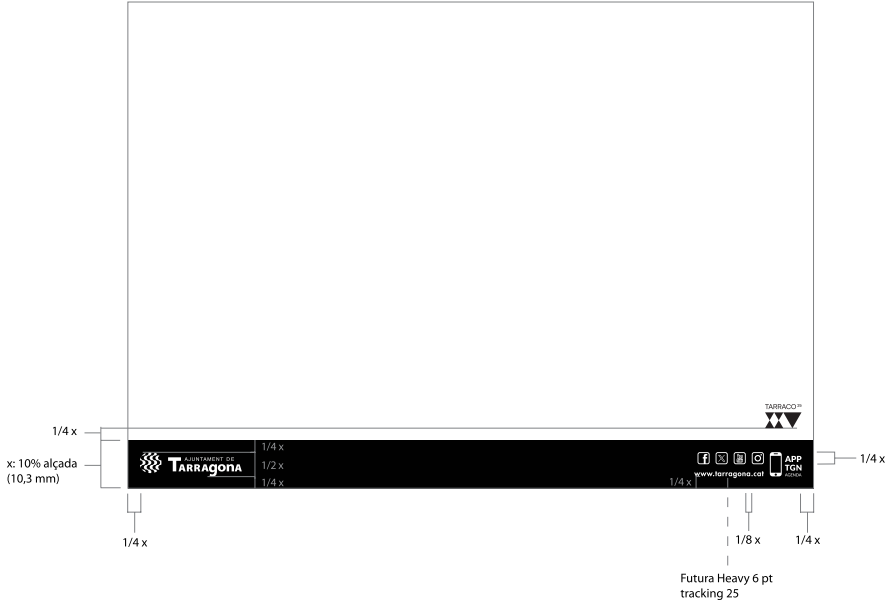 TARRACO
1/4 x
x: 10% alçada
(10,3 mm)
AJUNTAMENT DE
TARRAGONA
1/4 x
1/2 x
1/4 x
www.tarragona.cat
1/4 x
APP
TGN
AGENDA
1/4 x
1/4 x
1/8 x
1/4 x
Futura Heavy 6 pt
tracking 25